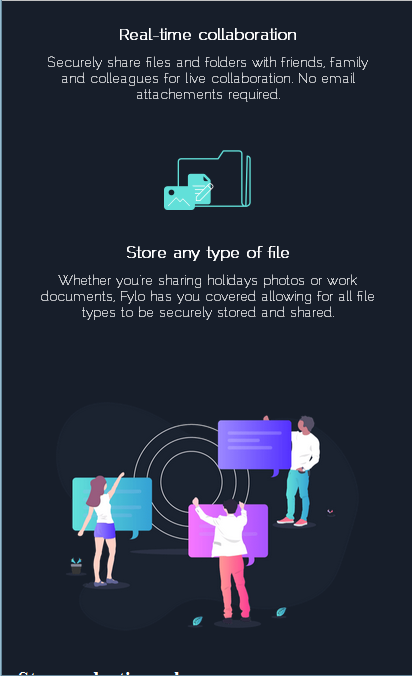 Real-time collaboration
Securely share files and folders with friends, family
and colleagues for live collaboration. No email
attachements required.
Store any type of file
Whether you're sharing holidays photos or work
documents, Fylo has you covered allowing for all file
types to be securely stored and shared.